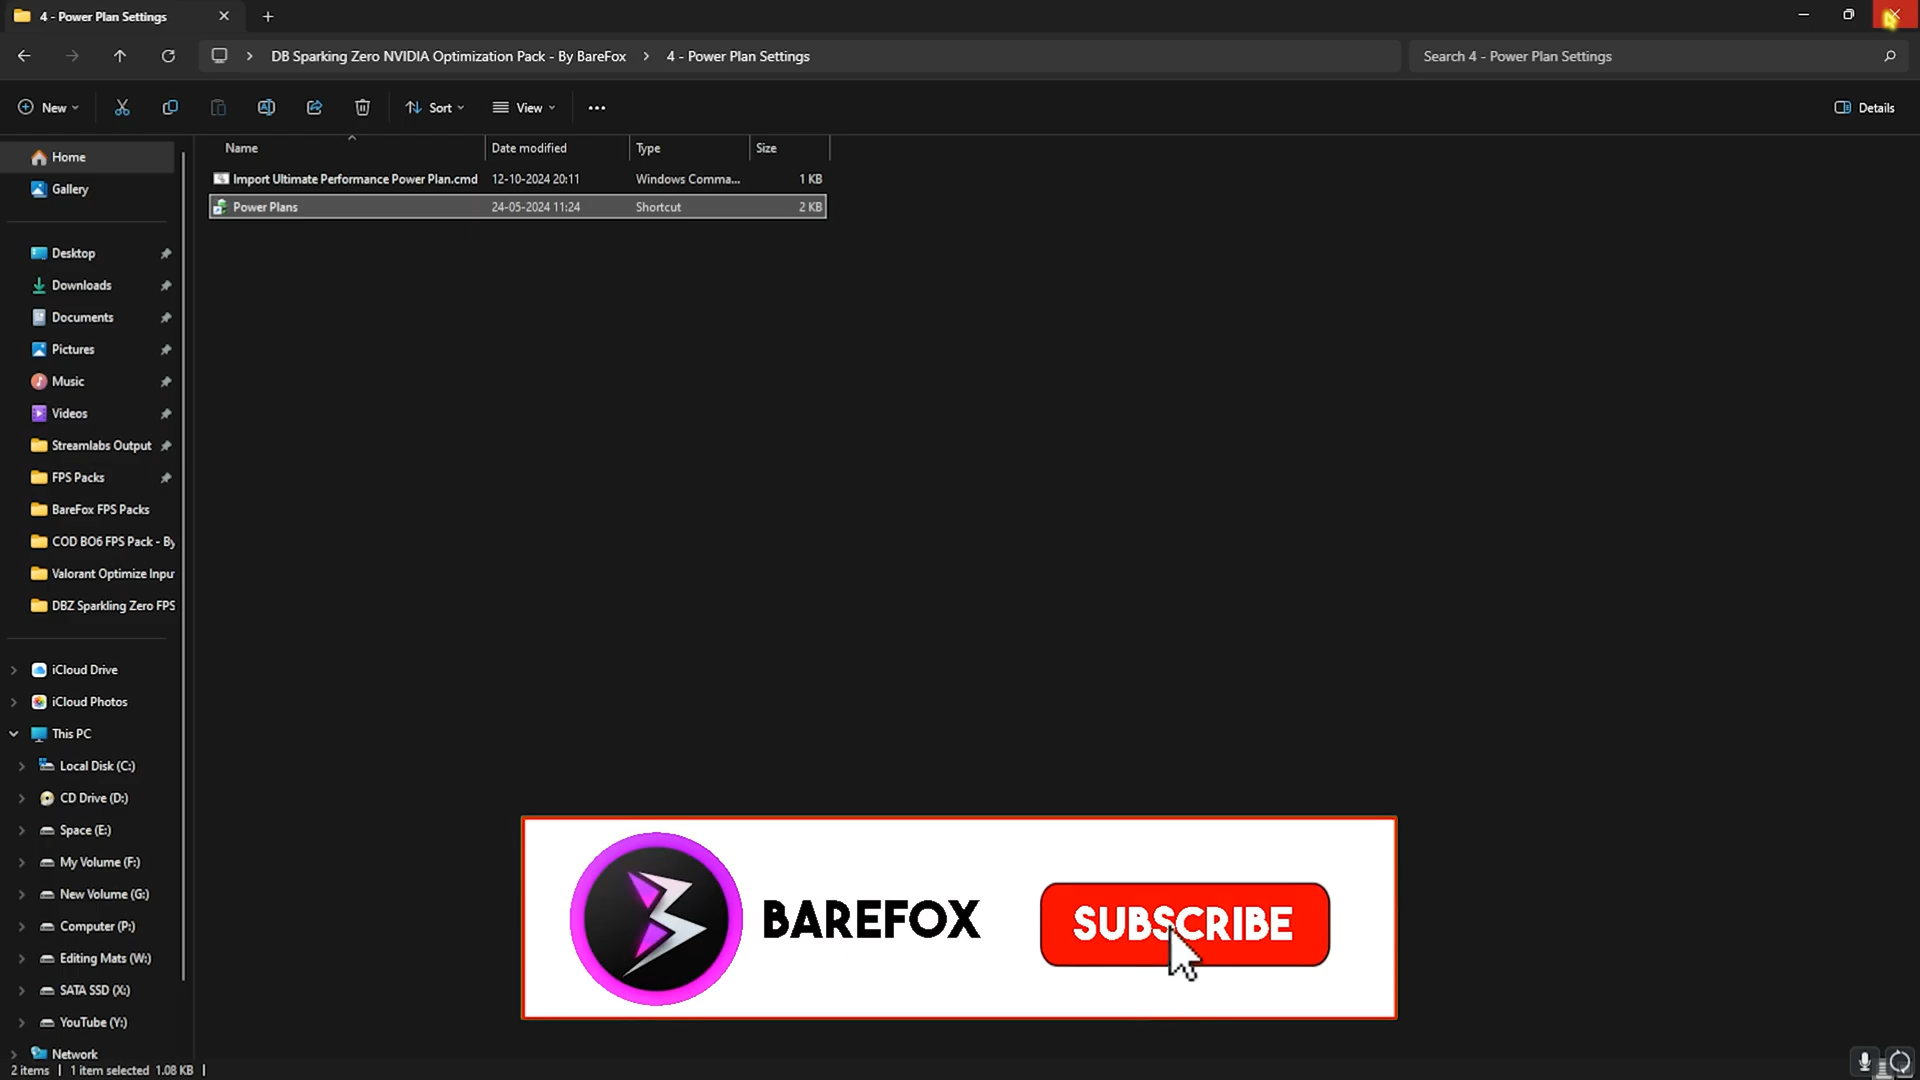 4 - Power Plan Settings
DB Sparking Zero NVIDIA Optimization Pack - By BareFox > 4 - Power Plan Settings
Search 4 - Power Plan Settings
New
Sort
View
Details
Name Date modified Type Size
Import Ultimate Performance Power Plan.cmd 12-10-2024 20:11 Windows Comma... 1 KB
Power Plans 24-05-2024 11:24 Shortcut 2 KB
Home
Gallery
Desktop
Downloads
Documents
Pictures
Music
Videos
Streamlabs Output
FPS Packs
BareFox FPS Packs
COD BO6 FPS Pack - By
Valorant Optimize Inpu
DBZ Sparkling Zero FPS
iCloud Drive
iCloud Photos
This PC
Local Disk (C:)
CD Drive (D:)
Space (E:)
My Volume (F:)
New Volume (G:)
Computer (P:)
Editing Mats (W:)
SATA SSD (X:)
YouTube (Y:)
Network
BAREFOX
SUBSCRIBE
2 items | 1 item selected 1.08 KB |